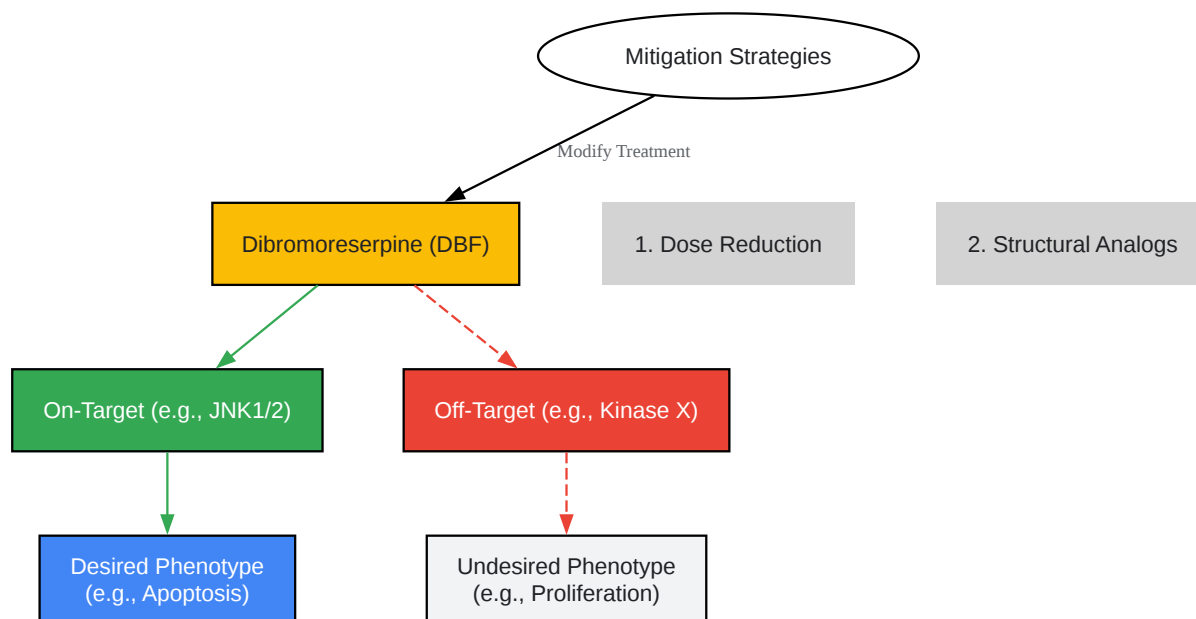 Mitigation Strategies
Modify Treatment
Dibromoreserpine (DBF)
1. Dose Reduction
2. Structural Analogs
On-Target (e.g., JNK1/2)
Off-Target (e.g., Kinase X)
Desired Phenotype
(e.g., Apoptosis)
Undesired Phenotype
(e.g., Proliferation)